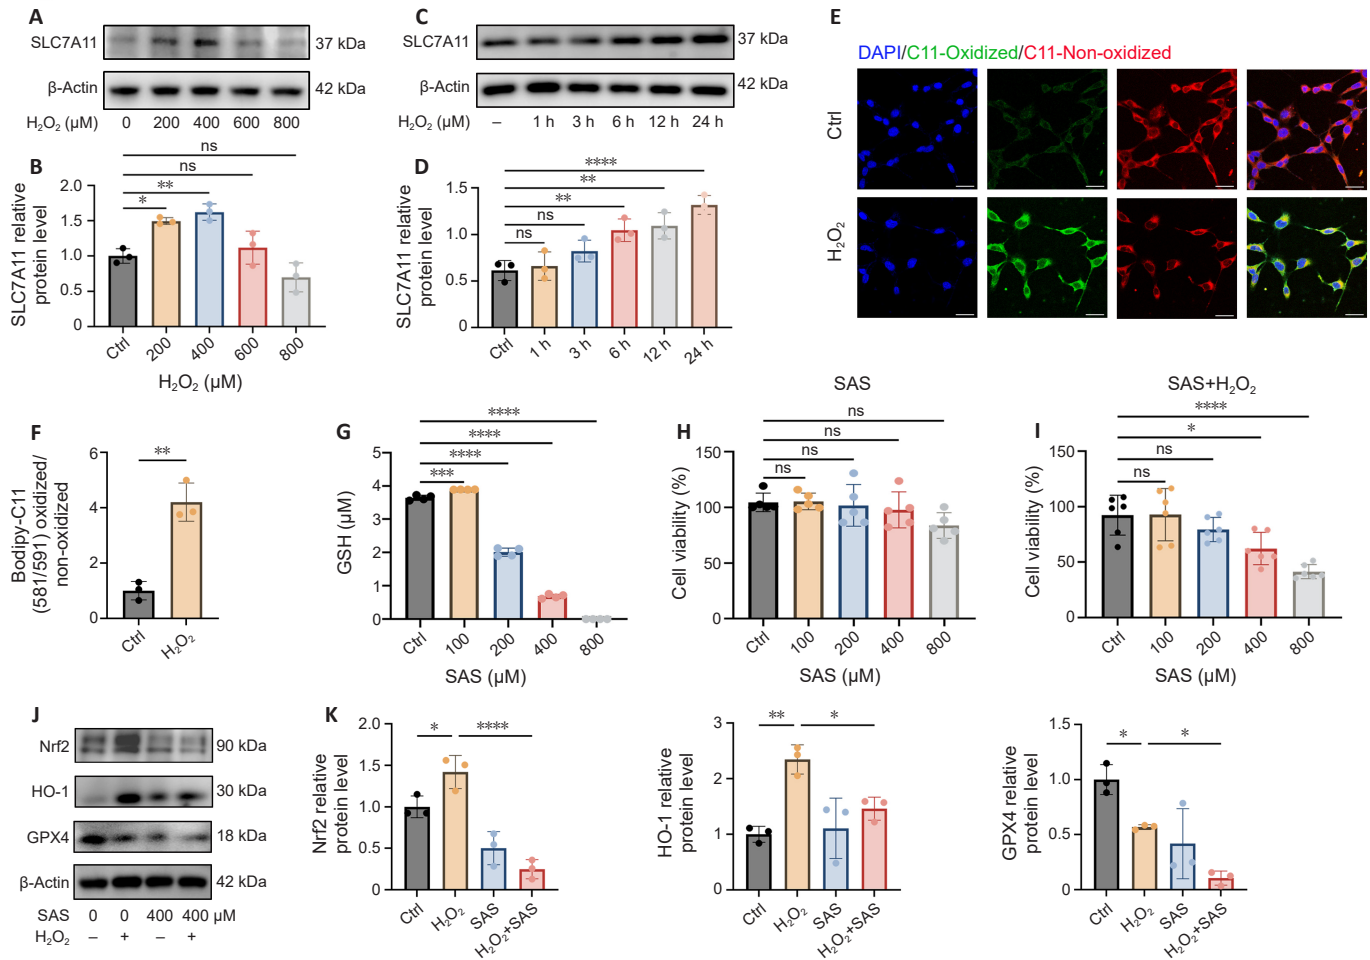 A
SLC7A11
37 kDa
β-Actin
42 kDa
H₂O₂ (µM) 0 200 400 600 800
B
ns
ns
**
*
SLC7A11 relative
protein level
2.0
1.5
1.0
0.5
0
Ctrl 200 400 600 800
H₂O₂ (µM)
C
SLC7A11
37 kDa
β-Actin
42 kDa
H₂O₂ (µM) – 1 h 3 h 6 h 12 h 24 h
D
****
**
**
ns
ns
SLC7A11 relative
protein level
1.5
1.0
0.5
0
Ctrl 1 h 3 h 6 h 12 h 24 h
E
DAPI/C11-Oxidized/C11-Non-oxidized
Ctrl
H₂O₂
F
**
Bodipy-C11
(581/591) oxidized/
non-oxidized
6
4
2
0
Ctrl H₂O₂
G
****
****
****
***
GSH (µM)
5
4
3
2
1
0
Ctrl 100 200 400 800
SAS (µM)
SAS
H
ns
ns
ns
ns
Cell viability (%)
150
100
50
0
Ctrl 100 200 400 800
SAS (µM)
SAS+H₂O₂
I
****
*
ns
ns
Cell viability (%)
150
100
50
0
Ctrl 100 200 400 800
SAS (µM)
J
Nrf2
90 kDa
HO-1
30 kDa
GPX4
18 kDa
β-Actin
42 kDa
SAS 0 0 400 400 µM
H₂O₂ – + – +
K
* ****
Nrf2 relative
protein level
2.0
1.5
1.0
0.5
0
Ctrl H₂O₂ SAS H₂O₂+SAS
** *
HO-1 relative
protein level
3
2
1
0
Ctrl H₂O₂ SAS H₂O₂+SAS
* *
GPX4 relative
protein level
1.5
1.0
0.5
0
Ctrl H₂O₂ SAS H₂O₂+SAS